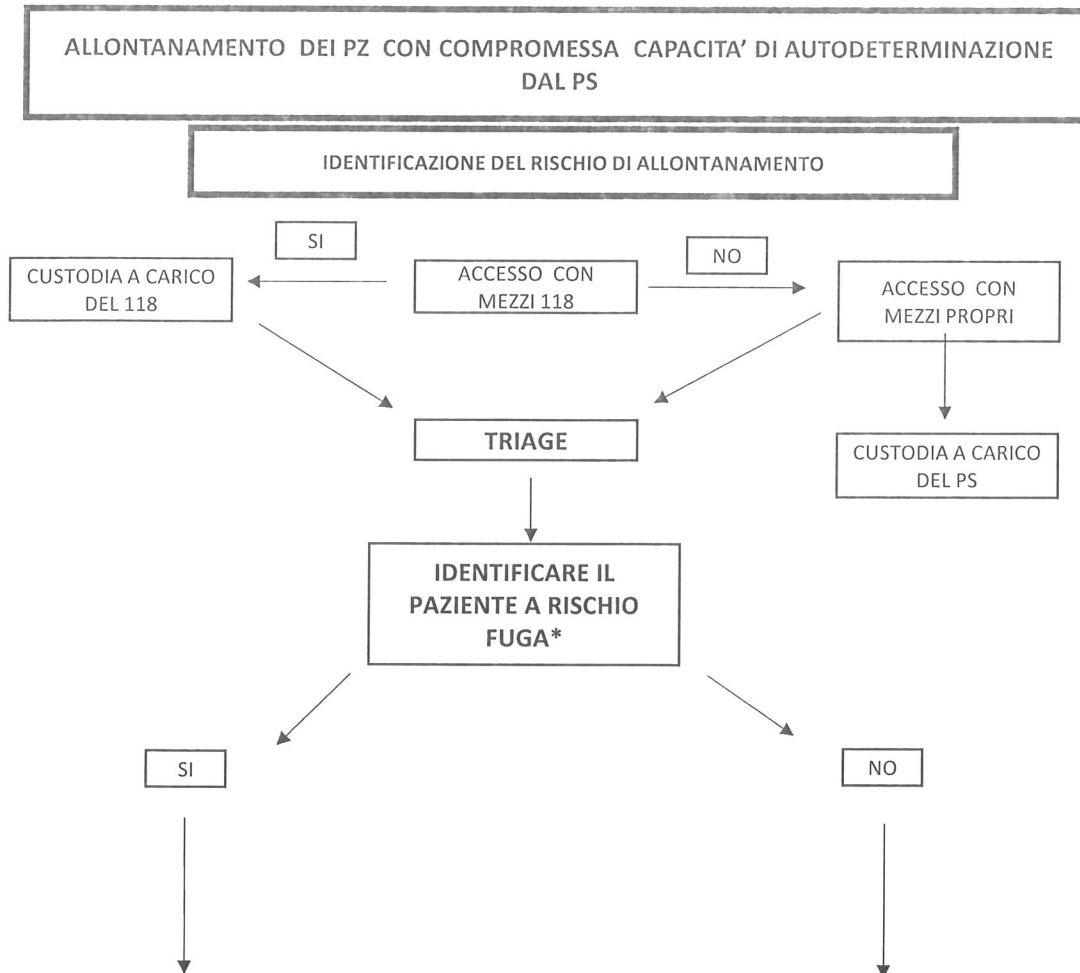 ALLONTANAMENTO DEI PZ CON COMPROMESSA CAPACITA' DI AUTODETERMINAZIONE
DAL PS
IDENTIFICAZIONE DEL RISCHIO DI ALLONTANAMENTO
SI
NO
CUSTODIA A CARICO
DEL 118
ACCESSO CON
MEZZI 118
ACCESSO CON
MEZZI PROPRI
TRIAGE
CUSTODIA A CARICO
DEL PS
IDENTIFICARE IL
PAZIENTE A RISCHIO
FUGA*
SI
NO